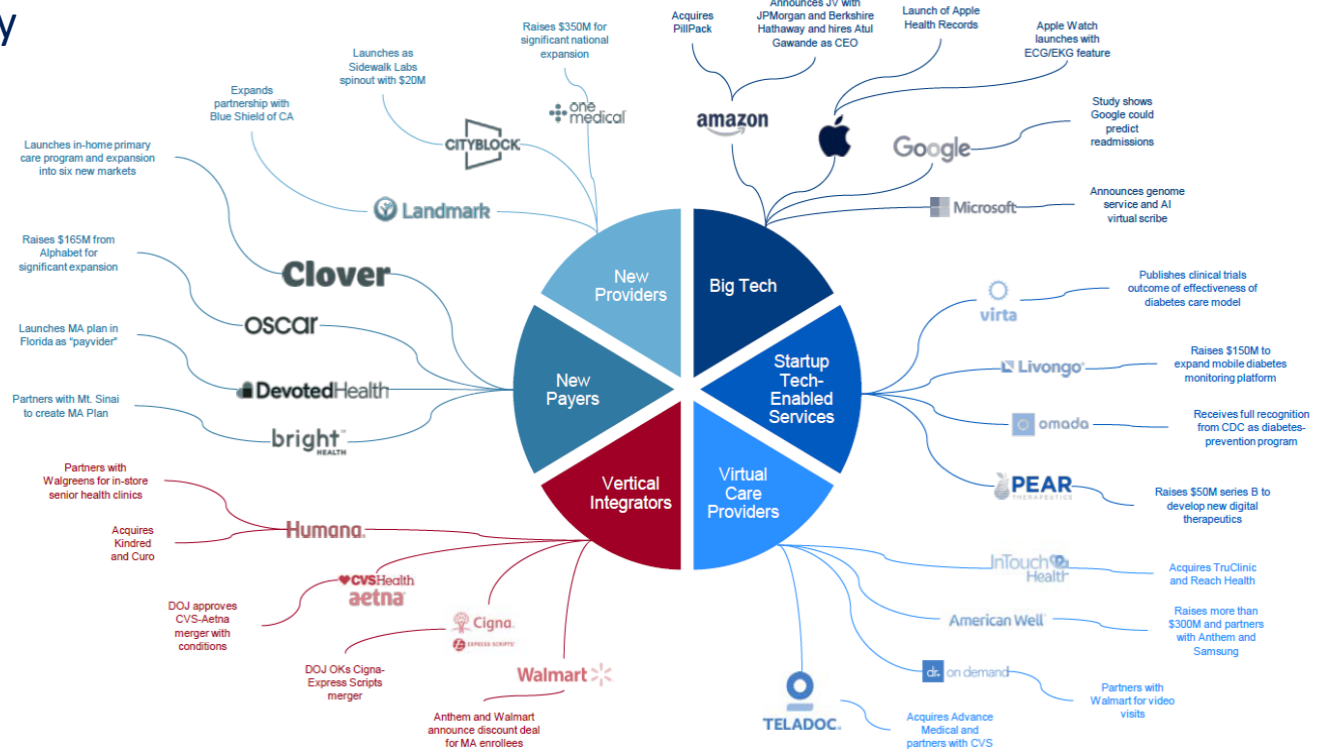 y
Acquires
PillPack
Announces JV with
JPMorgan and Berkshire
Hathaway and hires Atul
Gawande as CEO
Launch of Apple
Health Records
Apple Watch
launches with
ECG/EKG feature
Raises $350M for
significant national
expansion
Launches as
Sidewalk Labs
spinout with $20M
Expands
partnership with
Blue Shield of CA
Launches in-home primary
care program and expansion
into six new markets
one
medical
CITYBLOCK
Landmark
amazon
Google
Study shows
Google could
predict
readmissions
Microsoft
Announces genome
service and AI
virtual scribe
Raises $165M from
Alphabet for
significant expansion
Clover
oscar
Launches MA plan in
Florida as "payvider"
DevotedHealth
Partners with Mt. Sinai
to create MA Plan
bright™
HEALTH
New
Providers
Big Tech
New
Payers
Startup
Tech-
Enabled
Services
Vertical
Integrators
Virtual
Care
Providers
virta
Publishes clinical trials
outcome of effectiveness of
diabetes care model
Livongo®
Raises $150M to
expand mobile diabetes
monitoring platform
omada
Receives full recognition
from CDC as diabetes-
prevention program
PEAR
THERAPEUTICS
Raises $50M series B to
develop new digital
therapeutics
Partners with
Walgreens for in-store
senior health clinics
Humana.
Acquires
Kindred
and Curo
CVSHealth
aetna
DOJ approves
CVS-Aetna
merger with
conditions
Cigna.
EXPRESS SCRIPTS®
DOJ OKs Cigna-
Express Scripts
merger
Walmart
Anthem and Walmart
announce discount deal
for MA enrollees
InTouch
Health
Acquires TruClinic
and Reach Health
American Well
Raises more than
$300M and partners
with Anthem and
Samsung
dr. on demand
Partners with
Walmart for video
visits
TELADOC.
Acquires Advance
Medical and
partners with CVS